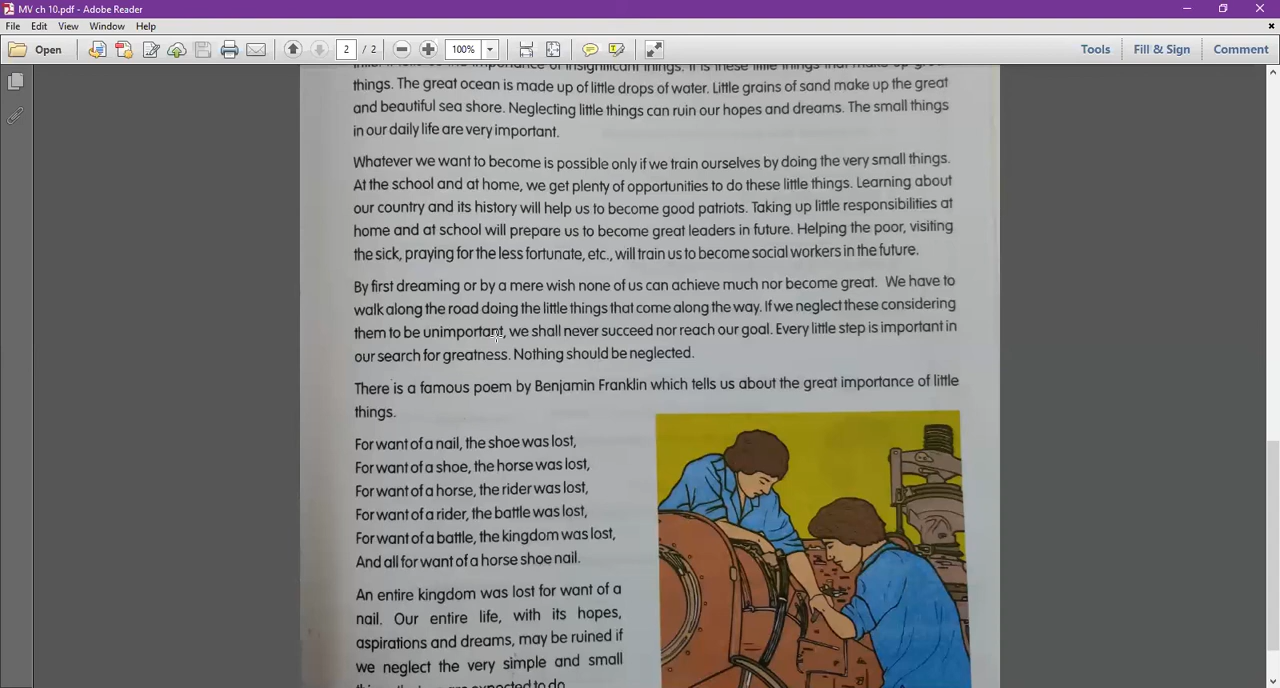 MV ch 10.pdf - Adobe Reader
File Edit View Window Help
Open 2 / 2 100% Tools Fill & Sign Comment
importance of insignificant things. It is these little things that make up great
things. The great ocean is made up of little drops of water. Little grains of sand make up the great
and beautiful sea shore. Neglecting little things can ruin our hopes and dreams. The small things
in our daily life are very important.
Whatever we want to become is possible only if we train ourselves by doing the very small things.
At the school and at home, we get plenty of opportunities to do these little things. Learning about
our country and its history will help us to become good patriots. Taking up little responsibilities at
home and at school will prepare us to become great leaders in future. Helping the poor, visiting
the sick, praying for the less fortunate, etc., will train us to become social workers in the future.
By first dreaming or by a mere wish none of us can achieve much nor become great. We have to
walk along the road doing the little things that come along the way. If we neglect these considering
them to be unimportant, we shall never succeed nor reach our goal. Every little step is important in
our search for greatness. Nothing should be neglected.
There is a famous poem by Benjamin Franklin which tells us about the great importance of little
things.
For want of a nail, the shoe was lost,
For want of a shoe, the horse was lost,
For want of a horse, the rider was lost,
For want of a rider, the battle was lost,
For want of a battle, the kingdom was lost,
And all for want of a horse shoe nail.
An entire kingdom was lost for want of a
nail. Our entire life, with its hopes,
aspirations and dreams, may be ruined if
we neglect the very simple and small
expected to do